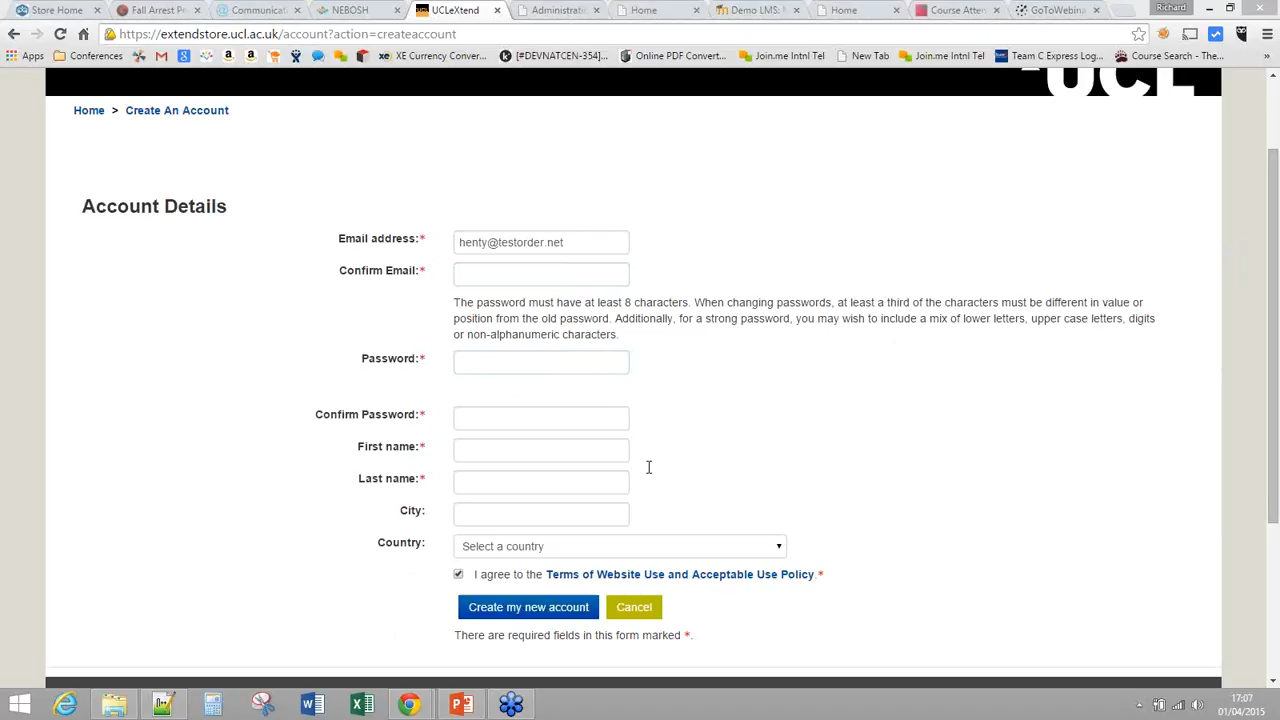 Store Home
Fall Arrest P
Communicat
NEBOSH
UCLeXtend
Administrati
Home
Demo LMS:
Home
Course Atten
GoToWebina
Richard
https://extendstore.ucl.ac.uk/account?action=createaccount
Apps
Conferences
XE Currency Conver...
[#DEVNATCEN-354]...
Online PDF Convert...
Join.me Intnl Tel
New Tab
Join.me Intnl Tel
Team C Express Log...
Course Search - The...
»
UCL
Home > Create An Account
Account Details
Email address:* henty@testorder.net
Confirm Email:*
The password must have at least 8 characters. When changing passwords, at least a third of the characters must be different in value or
position from the old password. Additionally, for a strong password, you may wish to include a mix of lower letters, upper case letters, digits
or non-alphanumeric characters.
Password:*
Confirm Password:*
First name:*
Last name:*
City:
Country: Select a country
I agree to the Terms of Website Use and Acceptable Use Policy.*
Create my new account Cancel
There are required fields in this form marked *.
17:07
01/04/2015